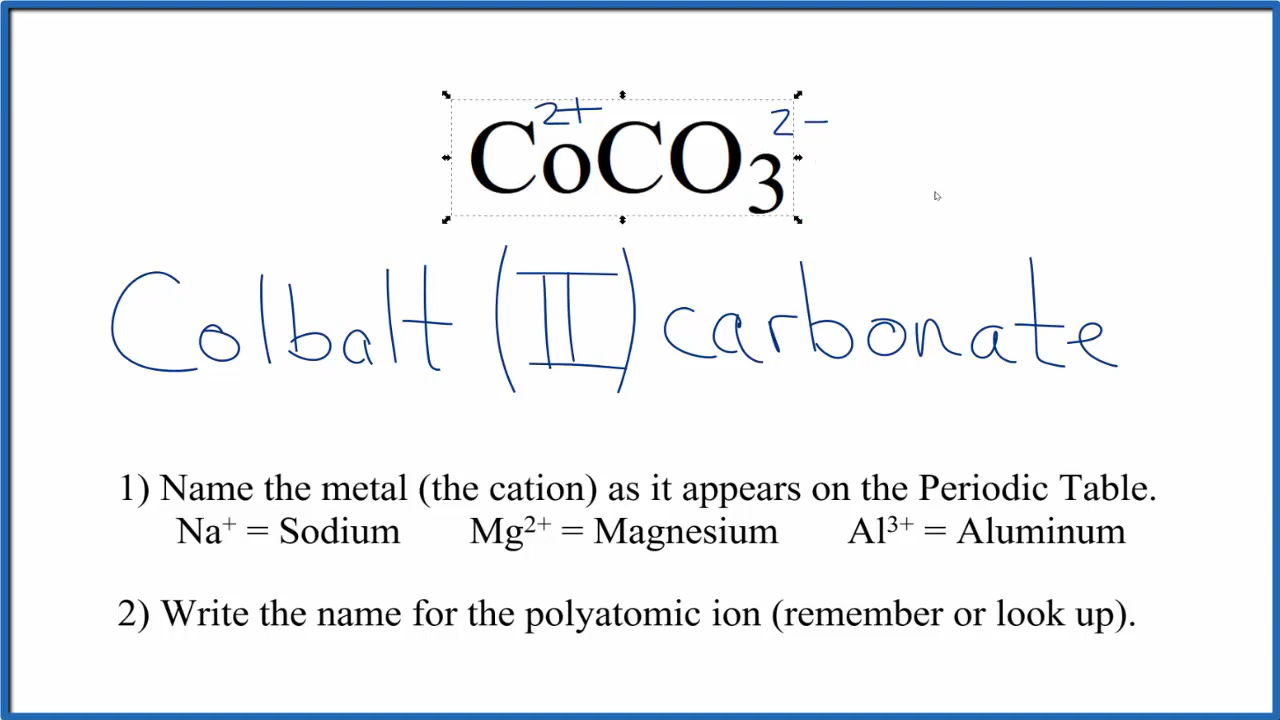 2+ 2-
CoCO₃
Colbalt (II) carbonate
1) Name the metal (the cation) as it appears on the Periodic Table.
Na⁺ = Sodium Mg²⁺ = Magnesium Al³⁺ = Aluminum
2) Write the name for the polyatomic ion (remember or look up).